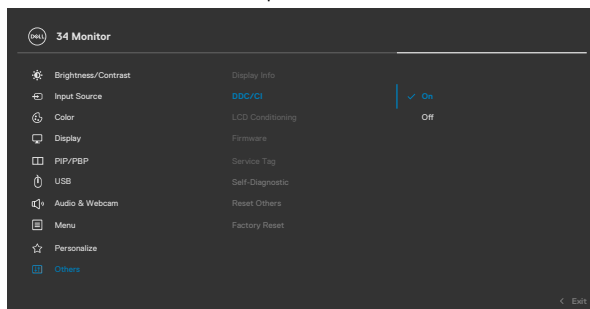 DELL 34 Monitor
Brightness/Contrast Display Info
Input Source DDC/CI ✓ On
Color LCD Conditioning Off
Display Firmware
PIP/PBP Service Tag
USB Self-Diagnostic
Audio & Webcam Reset Others
Menu Factory Reset
Personalize
Others
< Exit